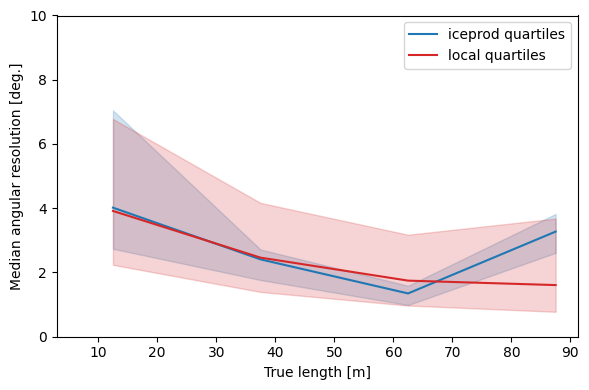 iceprod quartiles
local quartiles
Median angular resolution [deg.]
10
8
6
4
2
0
10 20 30 40 50 60 70 80 90
True length [m]